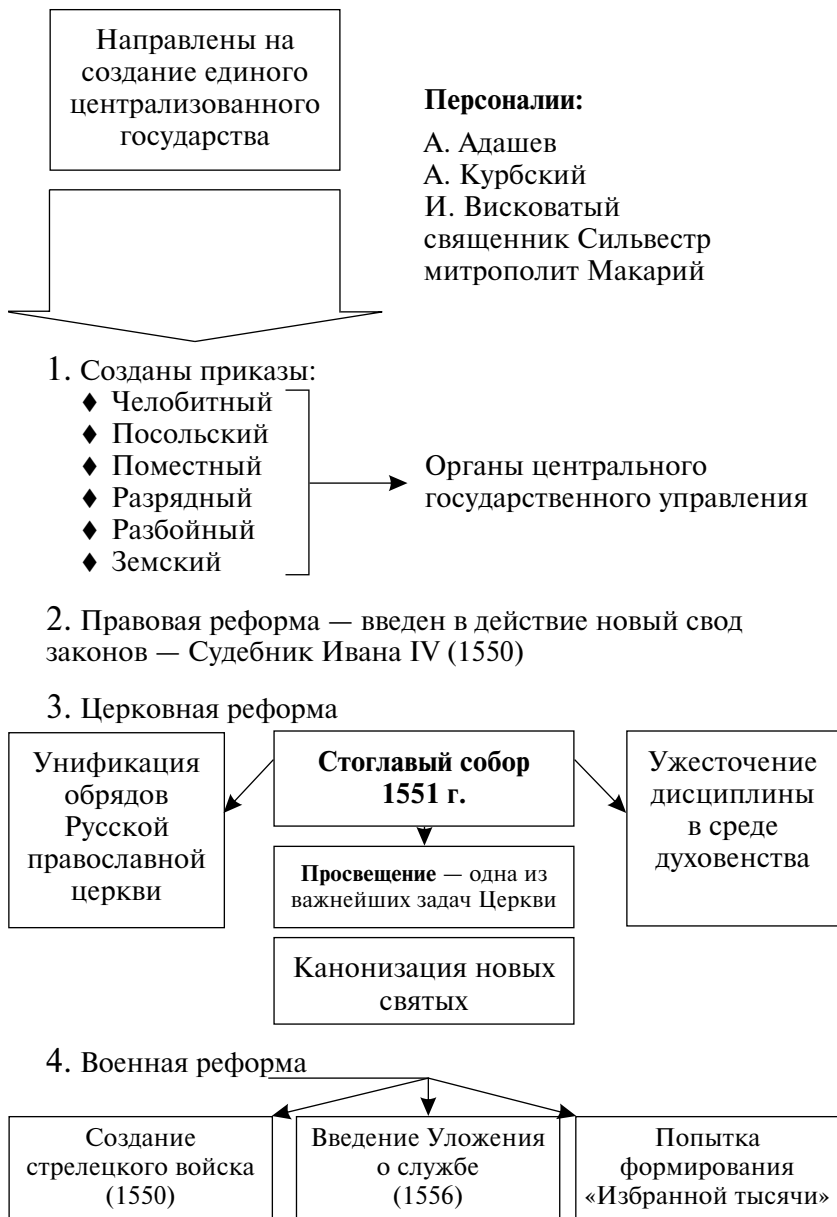 Направлены на
создание единого
централизованного
государства
Персоналии:
А. Адашев
А. Курбский
И. Висковатый
священник Сильвестр
митрополит Макарий
1. Созданы приказы:
♦ Челобитный
♦ Посольский
♦ Поместный
♦ Разрядный
♦ Разбойный
♦ Земский
Органы центрального
государственного управления
2. Правовая реформа — введен в действие новый свод
законов — Судебник Ивана IV (1550)
3. Церковная реформа
Унификация
обрядов
Русской
православной
церкви
Стоглавый собор
1551 г.
Просвещение — одна из
важнейших задач Церкви
Канонизация новых
святых
Ужесточение
дисциплины
в среде
духовенства
4. Военная реформа
Создание
стрелецкого войска
(1550)
Введение Уложения
о службе
(1556)
Попытка
формирования
«Избранной тысячи»